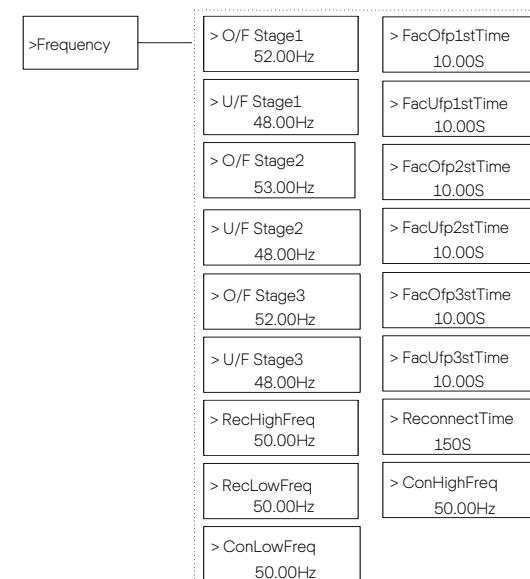 >Frequency
> O/F Stage1
52.00Hz
> U/F Stage1
48.00Hz
> O/F Stage2
53.00Hz
> U/F Stage2
48.00Hz
> O/F Stage3
52.00Hz
> U/F Stage3
48.00Hz
> RecHighFreq
50.00Hz
> RecLowFreq
50.00Hz
> ConLowFreq
50.00Hz
> FacOfp1stTime
10.00S
> FacUfp1stTime
10.00S
> FacOfp2stTime
10.00S
> FacUfp2stTime
10.00S
> FacOfp3stTime
10.00S
> FacUfp3stTime
10.00S
> ReconnectTime
150S
> ConHighFreq
50.00Hz